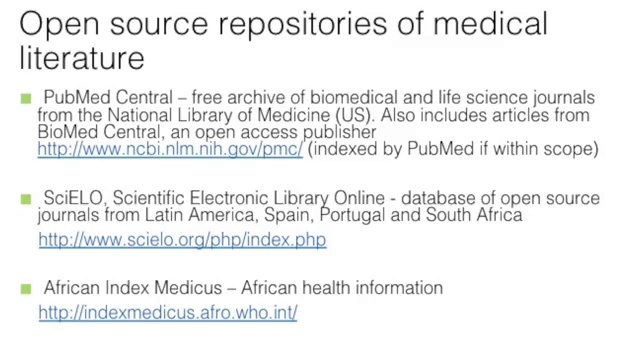 Open source repositories of medical
literature
PubMed Central – free archive of biomedical and life science journals
from the National Library of Medicine (US). Also includes articles from
BioMed Central, an open access publisher
http://www.ncbi.nlm.nih.gov/pmc/ (indexed by PubMed if within scope)
SciELO, Scientific Electronic Library Online - database of open source
journals from Latin America, Spain, Portugal and South Africa
http://www.scielo.org/php/index.php
African Index Medicus – African health information
http://indexmedicus.afro.who.int/